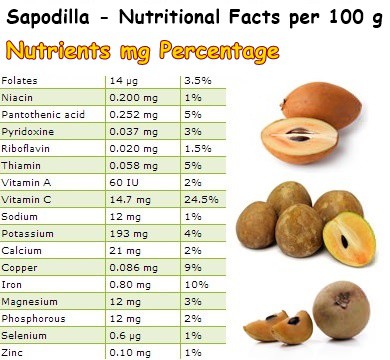 Sapodilla - Nutritional Facts per 100 g
Nutrients mg Percentage
Folates 14 µg 3.5%
Niacin 0.200 mg 1%
Pantothenic acid 0.252 mg 5%
Pyridoxine 0.037 mg 3%
Riboflavin 0.020 mg 1.5%
Thiamin 0.058 mg 5%
Vitamin A 60 IU 2%
Vitamin C 14.7 mg 24.5%
Sodium 12 mg 1%
Potassium 193 mg 4%
Calcium 21 mg 2%
Copper 0.086 mg 9%
Iron 0.80 mg 10%
Magnesium 12 mg 3%
Phosphorous 12 mg 2%
Selenium 0.6 µg 1%
Zinc 0.10 mg 1%